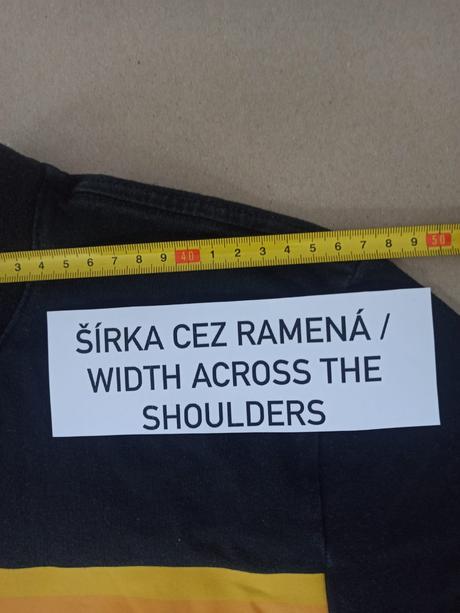 3 4 5 6 7 8 9 40 1 2 3 4 5 6 7 8 9 50
ŠÍRKA CEZ RAMENÁ /
WIDTH ACROSS THE
SHOULDERS